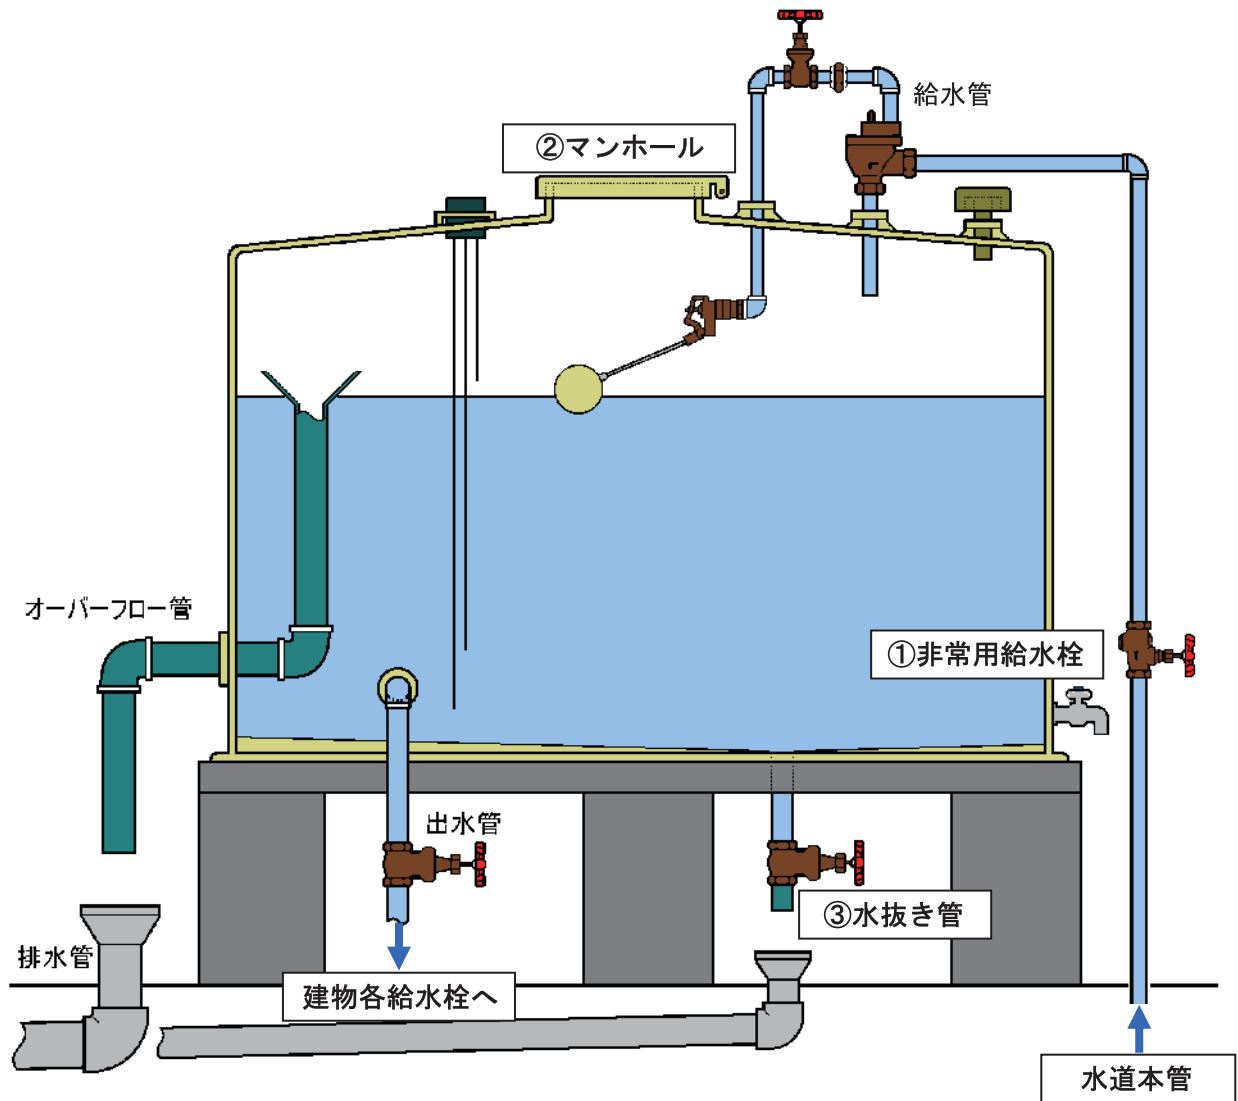 給水管
②マンホール
オーバーフロー管
①非常用給水栓
出水管
③水抜き管
排水管
建物各給水栓へ
水道本管